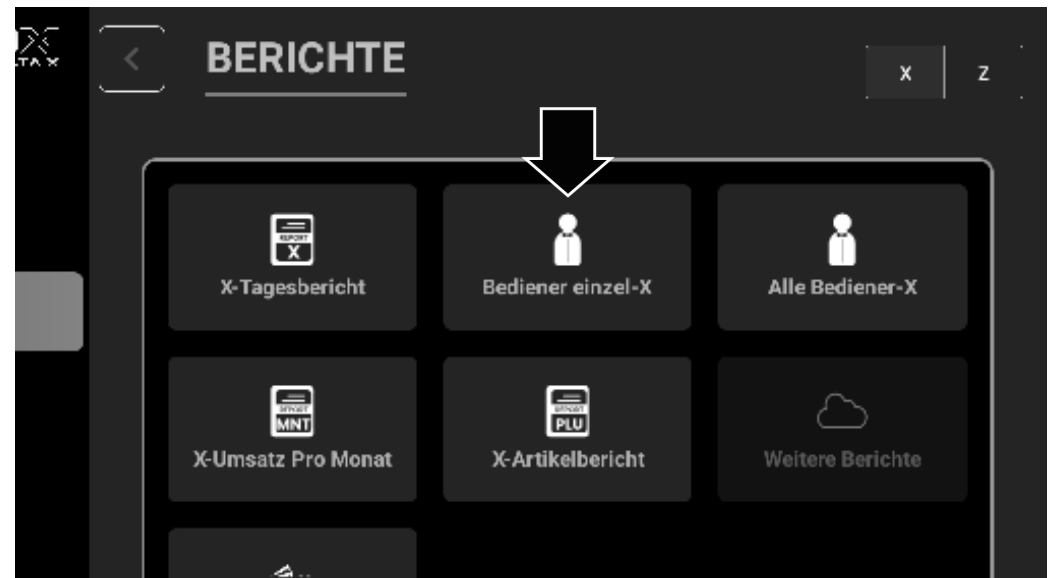 BERICHTE
X Z
REPORT
X
X-Tagesbericht
Bediener einzel-X
Alle Bediener-X
REPORT
MNT
X-Umsatz Pro Monat
REPORT
PLU
X-Artikelbericht
Weitere Berichte